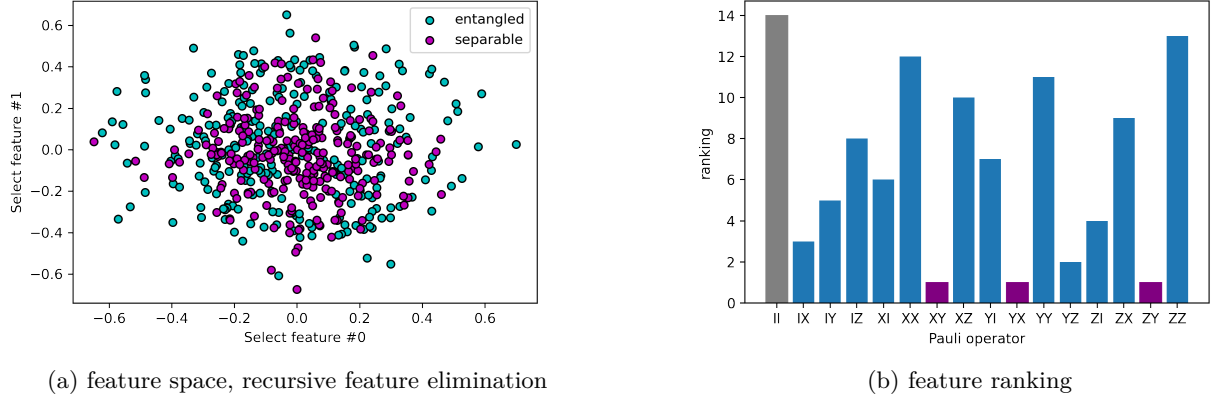 0.6
0.4
0.2
0.0
−0.2
−0.4
−0.6
Select feature #1
entangled
separable
−0.6 −0.4 −0.2 0.0 0.2 0.4 0.6
Select feature #0
(a) feature space, recursive feature elimination
14
12
10
8
6
4
2
0
ranking
II IX IY IZ XI XX XY XZ YI YX YY YZ ZI ZX ZY ZZ
Pauli operator
(b) feature ranking